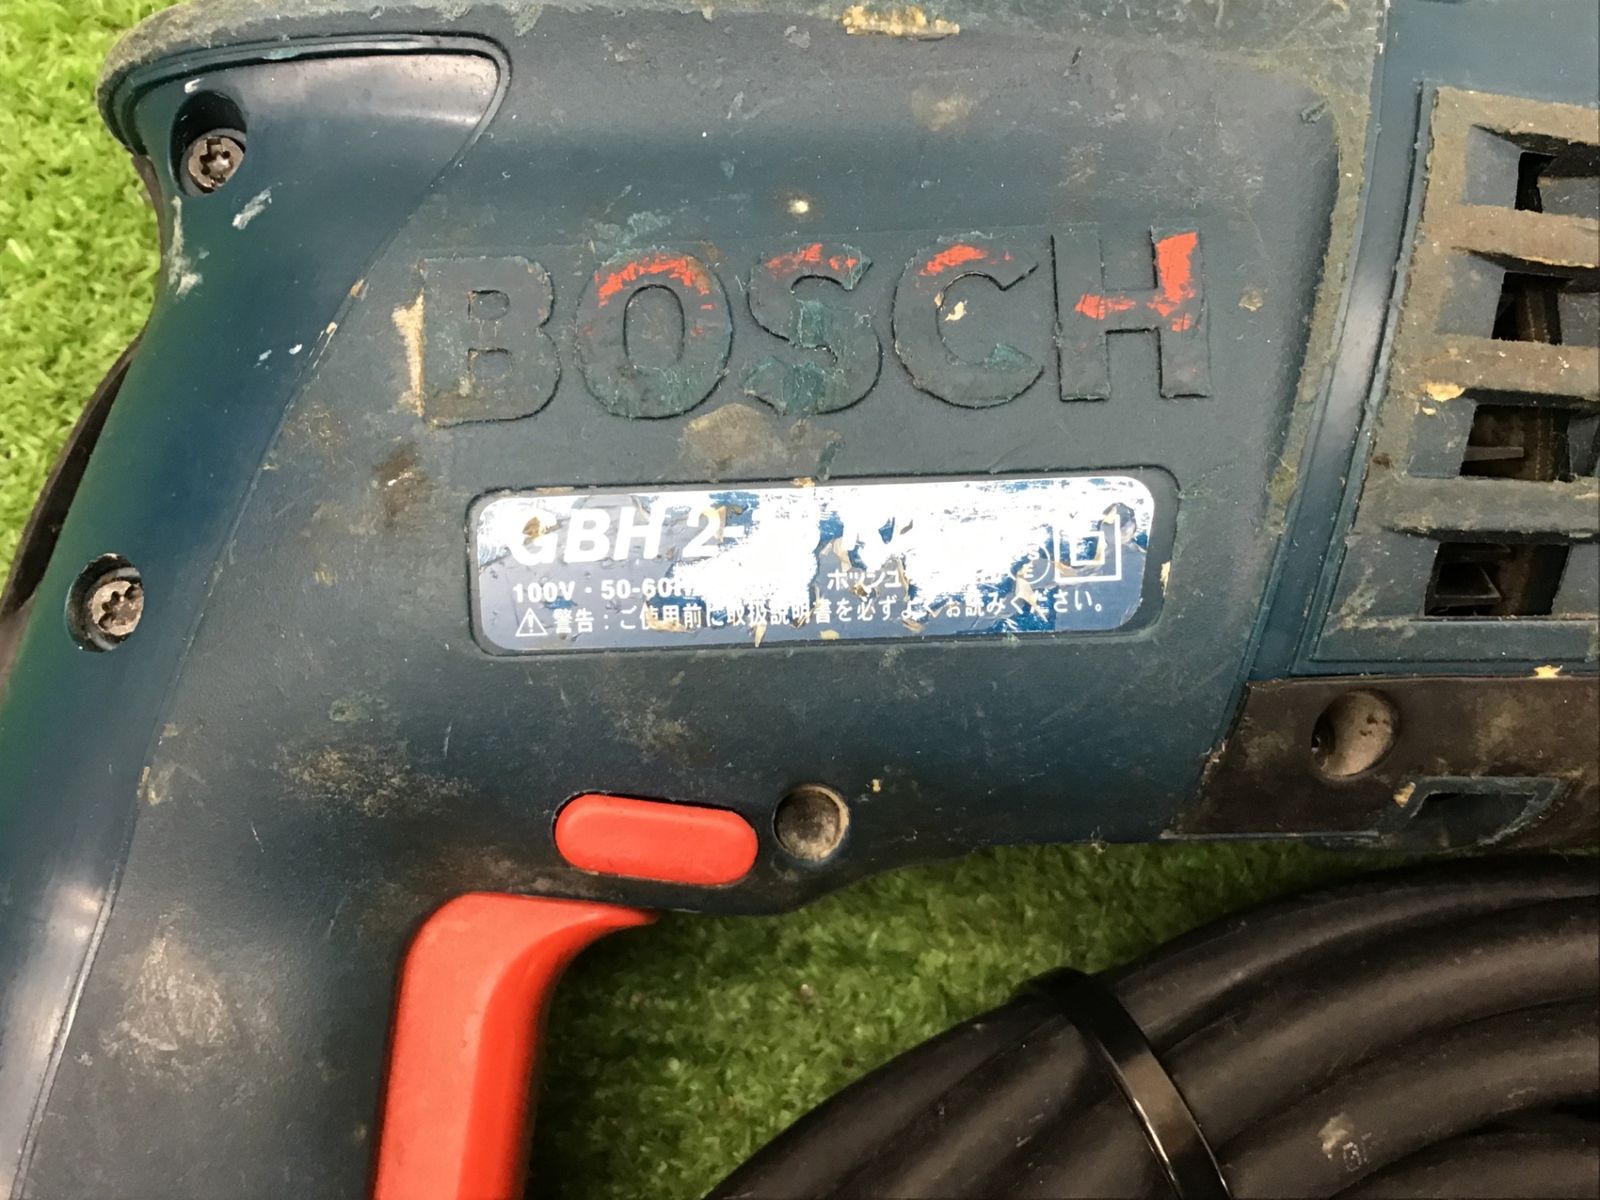 BOSCH
GBH 2-
100V・50-60Hz ボッシュ
⚠ 警告：ご使用前に取扱説明書を必ずよくお読みください。